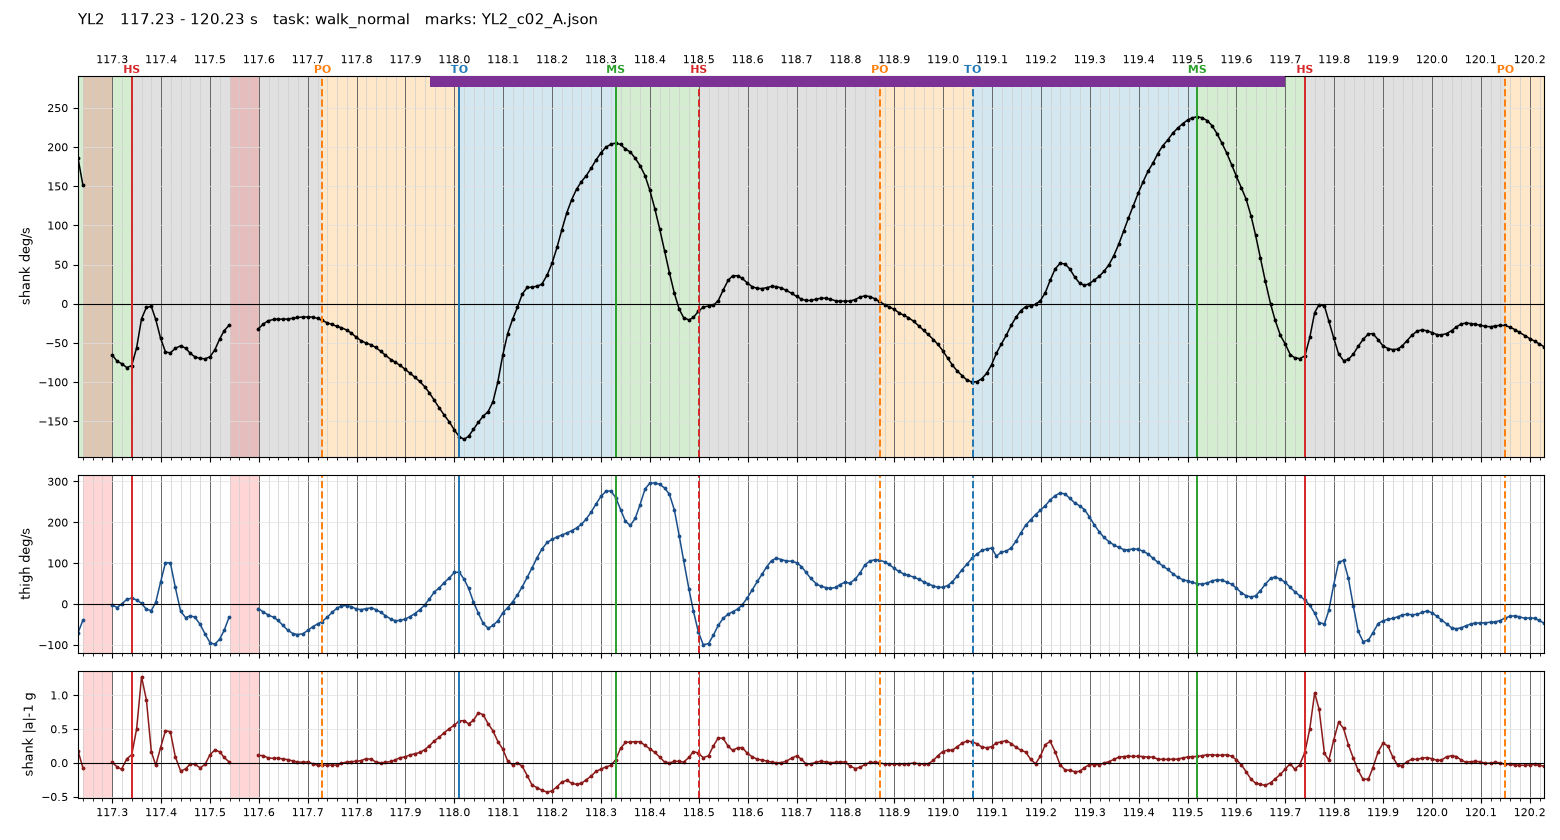 YL2   117.23 - 120.23 s   task: walk_normal   marks: YL2_c02_A.json
117.3 117.4 117.5 117.6 117.7 117.8 117.9 118.0 118.1 118.2 118.3 118.4 118.5 118.6 118.7 118.8 118.9 119.0 119.1 119.2 119.3 119.4 119.5 119.6 119.7 119.8 119.9 120.0 120.1 120.2
HS PO TO MS HS PO TO MS HS PO
shank deg/s
250
200
150
100
50
0
−50
−100
−150
thigh deg/s
300
200
100
0
−100
shank |a|-1 g
1.0
0.5
0.0
−0.5
117.3 117.4 117.5 117.6 117.7 117.8 117.9 118.0 118.1 118.2 118.3 118.4 118.5 118.6 118.7 118.8 118.9 119.0 119.1 119.2 119.3 119.4 119.5 119.6 119.7 119.8 119.9 120.0 120.1 120.2